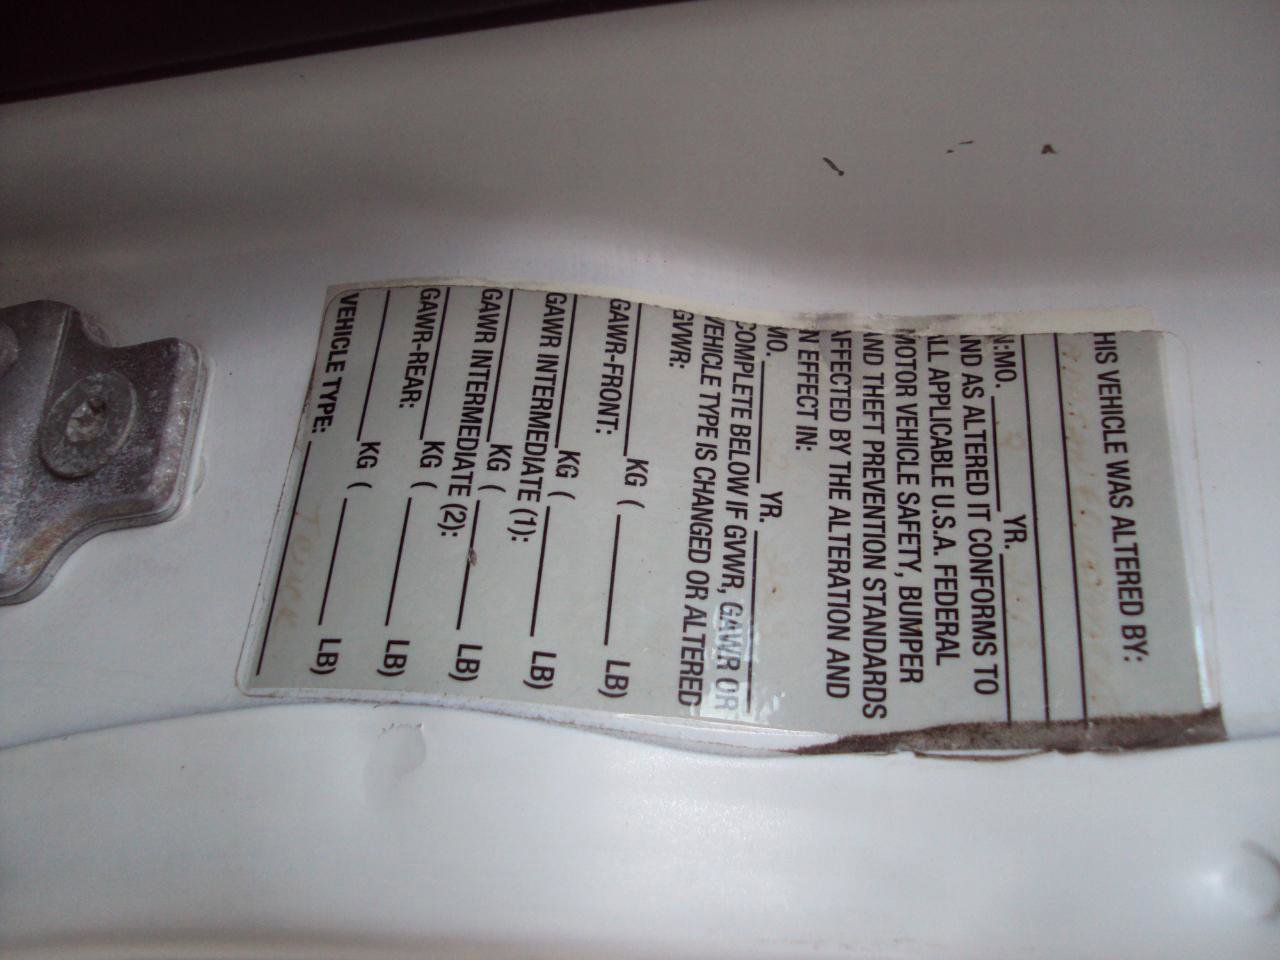 HIS VEHICLE WAS ALTERED BY:
N:MO. YR.
ND AS ALTERED IT CONFORMS TO
LL APPLICABLE U.S.A. FEDERAL
MOTOR VEHICLE SAFETY, BUMPER
AND THEFT PREVENTION STANDARDS
AFFECTED BY THE ALTERATION AND
N EFFECT IN:
MO. YR.
COMPLETE BELOW IF GVWR, GAWR OR
VEHICLE TYPE IS CHANGED OR ALTERED
GVWR:
KG ( LB)
GAWR-FRONT:
KG ( LB)
GAWR INTERMEDIATE (1):
KG ( LB)
GAWR INTERMEDIATE (2):
KG ( LB)
GAWR-REAR:
KG ( LB)
VEHICLE TYPE:
TRUCK